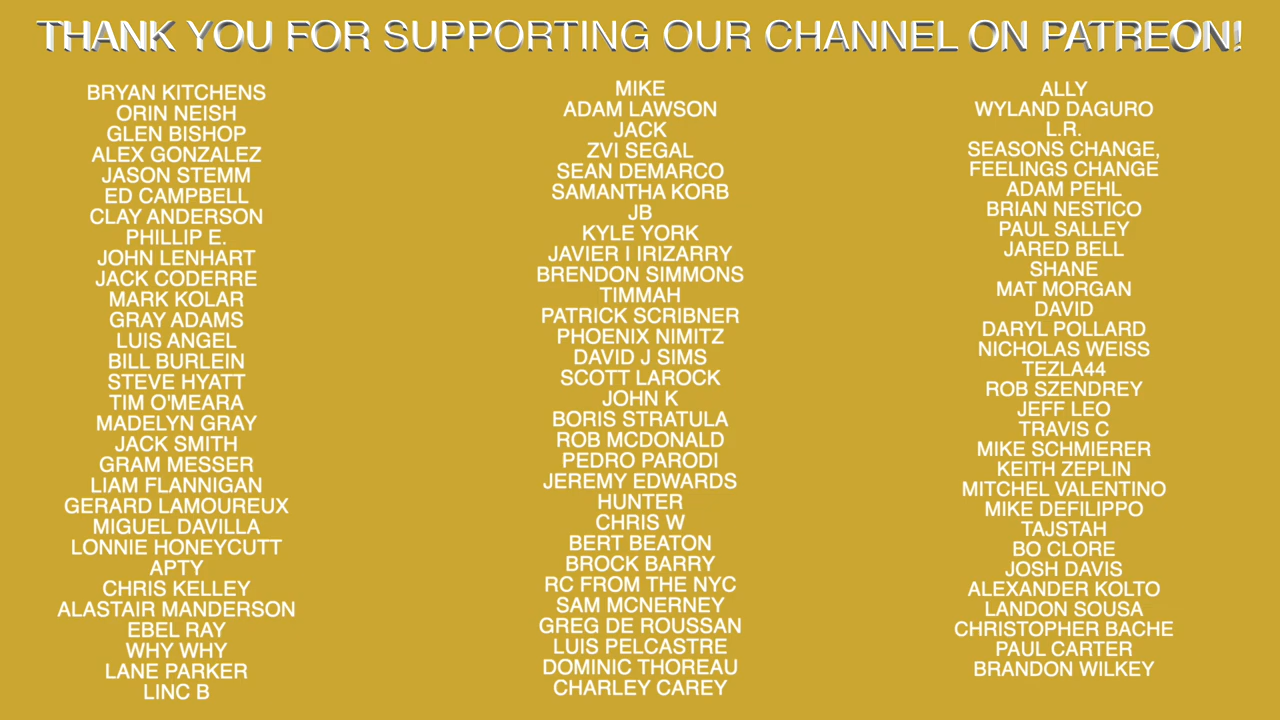 THANK YOU FOR SUPPORTING OUR CHANNEL ON PATREON!
BRYAN KITCHENS
ORIN NEISH
GLEN BISHOP
ALEX GONZALEZ
JASON STEMM
ED CAMPBELL
CLAY ANDERSON
PHILLIP E.
JOHN LENHART
JACK CODERRE
MARK KOLAR
GRAY ADAMS
LUIS ANGEL
BILL BURLEIN
STEVE HYATT
TIM O'MEARA
MADELYN GRAY
JACK SMITH
GRAM MESSER
LIAM FLANNIGAN
GERARD LAMOUREUX
MIGUEL DAVILLA
LONNIE HONEYCUTT
APTY
CHRIS KELLEY
ALASTAIR MANDERSON
EBEL RAY
WHY WHY
LANE PARKER
LINC B
MIKE
ADAM LAWSON
JACK
ZVI SEGAL
SEAN DEMARCO
SAMANTHA KORB
JB
KYLE YORK
JAVIER I IRIZARRY
BRENDON SIMMONS
TIMMAH
PATRICK SCRIBNER
PHOENIX NIMITZ
DAVID J SIMS
SCOTT LAROCK
JOHN K
BORIS STRATULA
ROB MCDONALD
PEDRO PARODI
JEREMY EDWARDS
HUNTER
CHRIS W
BERT BEATON
BROCK BARRY
RC FROM THE NYC
SAM MCNERNEY
GREG DE ROUSSAN
LUIS PELCASTRE
DOMINIC THOREAU
CHARLEY CAREY
ALLY
WYLAND DAGURO
L.R.
SEASONS CHANGE,
FEELINGS CHANGE
ADAM PEHL
BRIAN NESTICO
PAUL SALLEY
JARED BELL
SHANE
MAT MORGAN
DAVID
DARYL POLLARD
NICHOLAS WEISS
TEZLA44
ROB SZENDREY
JEFF LEO
TRAVIS C
MIKE SCHMIERER
KEITH ZEPLIN
MITCHEL VALENTINO
MIKE DEFILIPPO
TAJSTAH
BO CLORE
JOSH DAVIS
ALEXANDER KOLTO
LANDON SOUSA
CHRISTOPHER BACHE
PAUL CARTER
BRANDON WILKEY